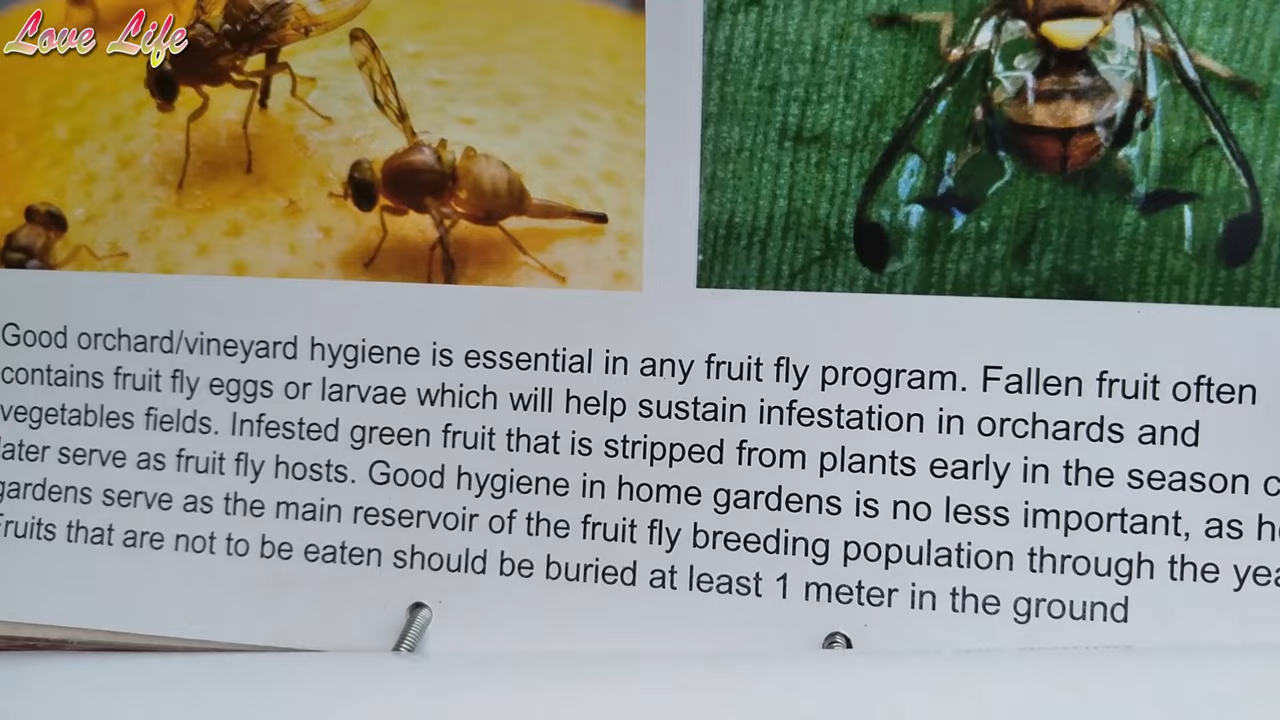 Love Life
Good orchard/vineyard hygiene is essential in any fruit fly program. Fallen fruit often
contains fruit fly eggs or larvae which will help sustain infestation in orchards and
vegetables fields. Infested green fruit that is stripped from plants early in the season
later serve as fruit fly hosts. Good hygiene in home gardens is no less important, as
gardens serve as the main reservoir of the fruit fly breeding population through the
Fruits that are not to be eaten should be buried at least 1 meter in the ground